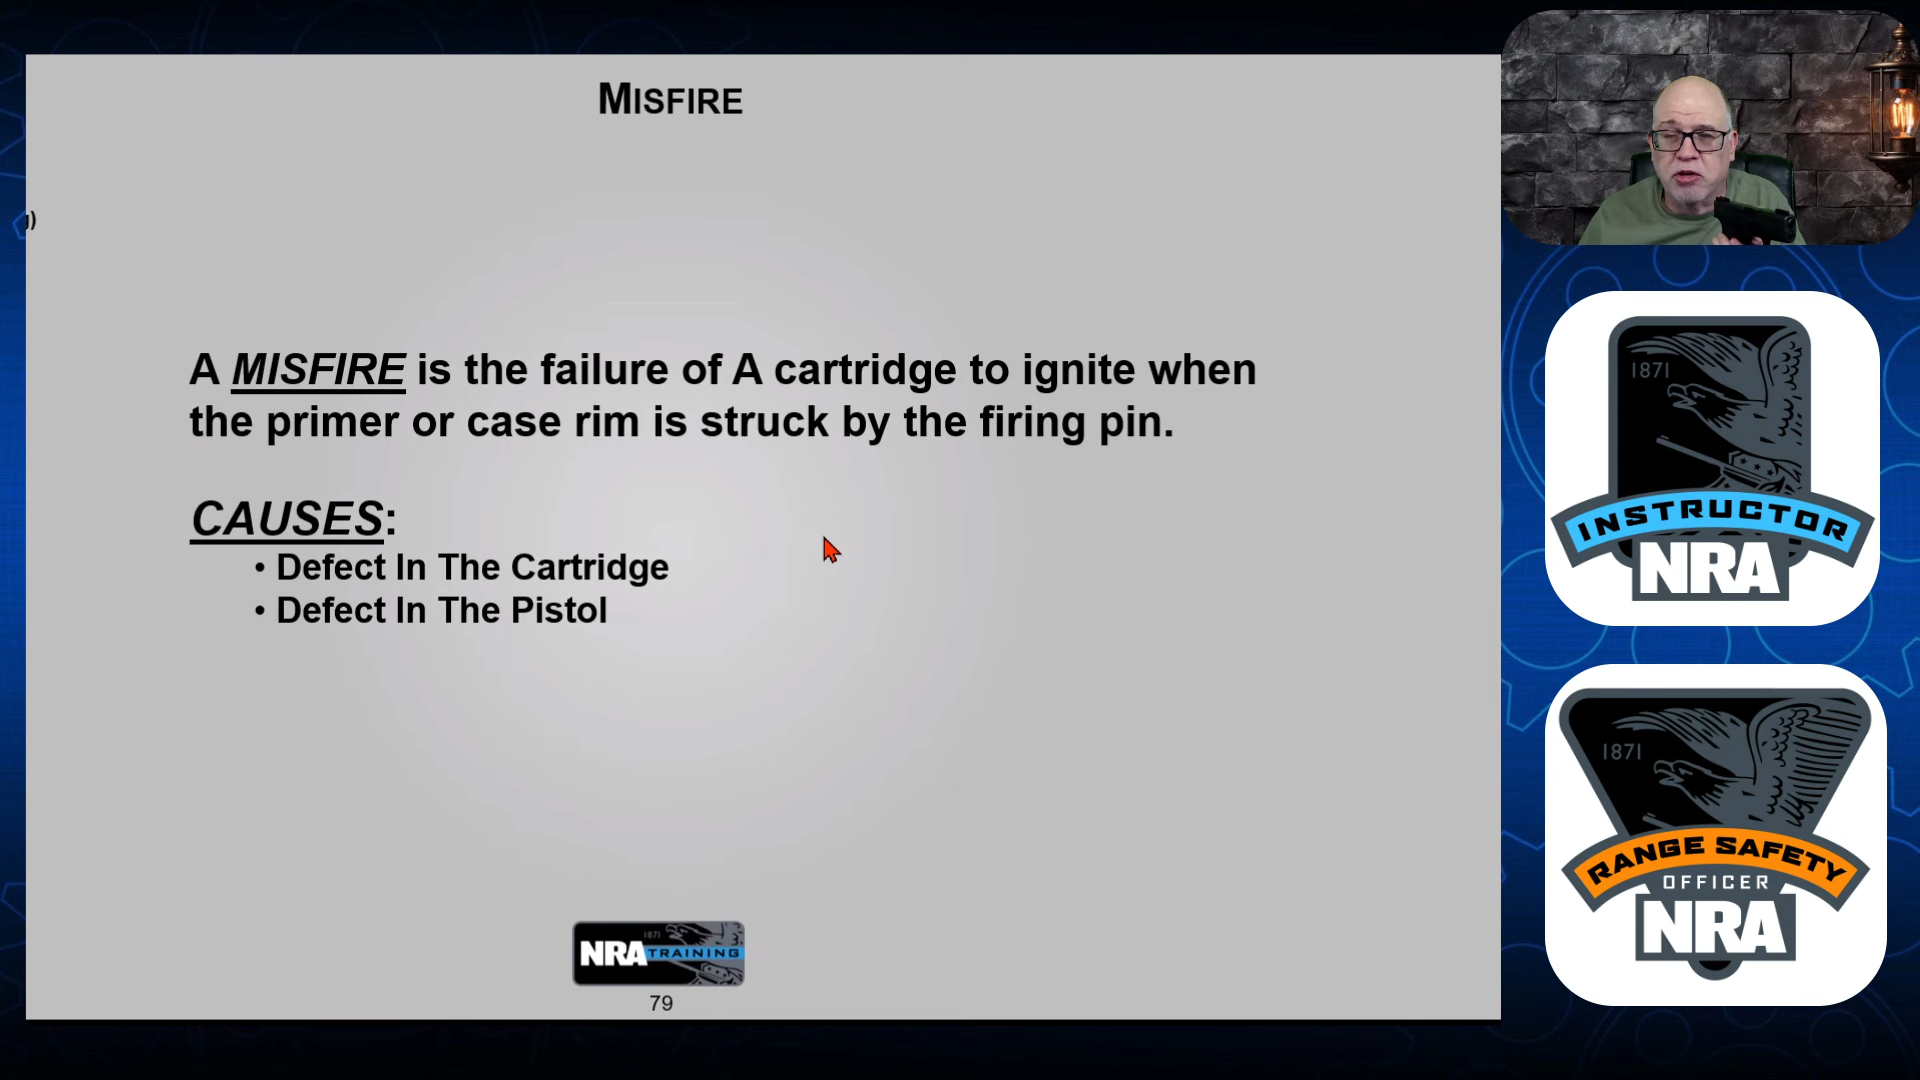 MISFIRE
g)
A MISFIRE is the failure of A cartridge to ignite when
the primer or case rim is struck by the firing pin.
CAUSES:
• Defect In The Cartridge
• Defect In The Pistol
1871
NRA TRAINING
79
1871
INSTRUCTOR
NRA
1871
RANGE SAFETY
OFFICER
NRA